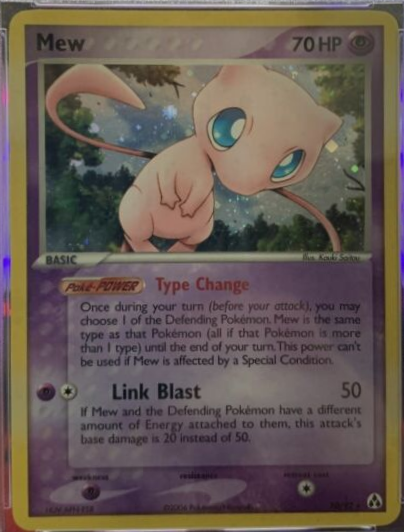 Mew 70 HP
BASIC Illus. Kouki Saitou
Poké-POWER Type Change
Once during your turn (before your attack), you may
choose 1 of the Defending Pokémon. Mew is the same
type as that Pokémon (all if that Pokémon is more
than 1 type) until the end of your turn. This power can't
be used if Mew is affected by a Special Condition.
Link Blast 50
If Mew and the Defending Pokémon have a different
amount of Energy attached to them, this attack's
base damage is 20 instead of 50.
weakness resistance retreat cost
©2006 Pokémon/Nintendo